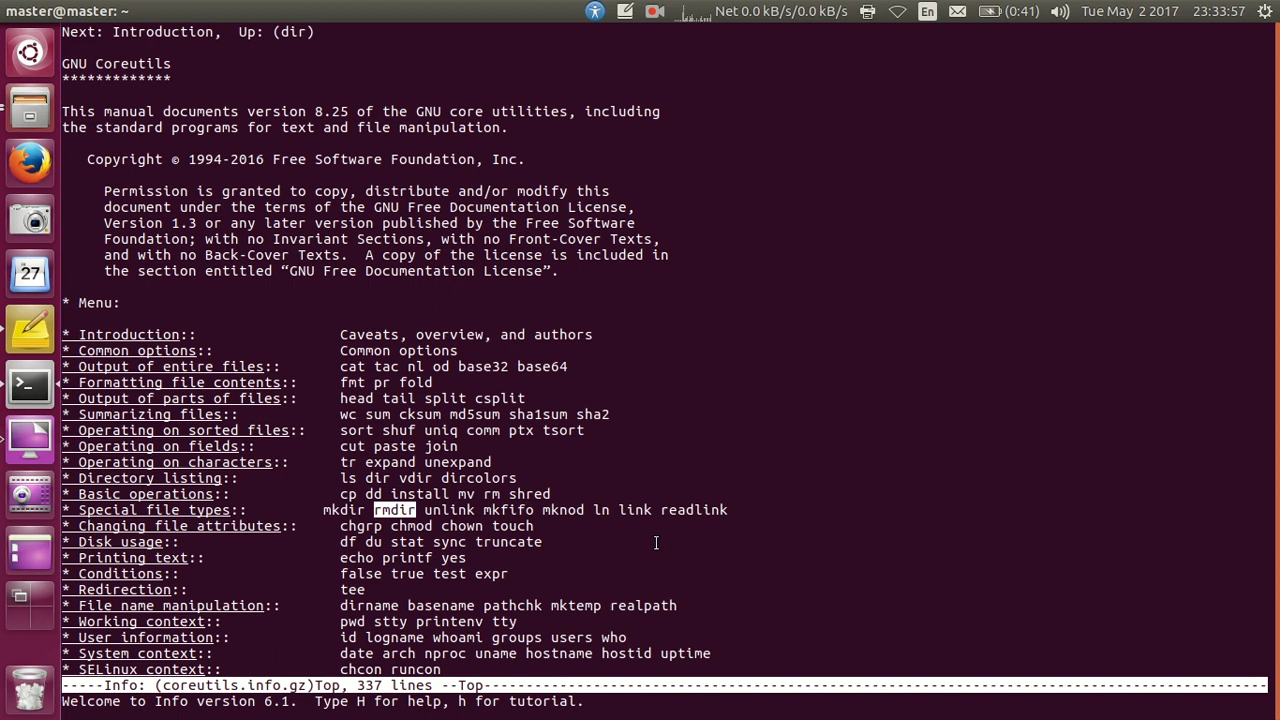 master@master: ~ Net 0.0 kB/s/0.0 kB/s En (0:41) Tue May 2 2017 23:33:57
Next: Introduction,  Up: (dir)
GNU Coreutils
*************
This manual documents version 8.25 of the GNU core utilities, including
the standard programs for text and file manipulation.
Copyright © 1994-2016 Free Software Foundation, Inc.
Permission is granted to copy, distribute and/or modify this
document under the terms of the GNU Free Documentation License,
Version 1.3 or any later version published by the Free Software
Foundation; with no Invariant Sections, with no Front-Cover Texts,
and with no Back-Cover Texts.  A copy of the license is included in
the section entitled “GNU Free Documentation License”.
* Menu:
* Introduction:: Caveats, overview, and authors
* Common options:: Common options
* Output of entire files:: cat tac nl od base32 base64
* Formatting file contents:: fmt pr fold
* Output of parts of files:: head tail split csplit
* Summarizing files:: wc sum cksum md5sum sha1sum sha2
* Operating on sorted files:: sort shuf uniq comm ptx tsort
* Operating on fields:: cut paste join
* Operating on characters:: tr expand unexpand
* Directory listing:: ls dir vdir dircolors
* Basic operations:: cp dd install mv rm shred
* Special file types:: mkdir rmdir unlink mkfifo mknod ln link readlink
* Changing file attributes:: chgrp chmod chown touch
* Disk usage:: df du stat sync truncate
* Printing text:: echo printf yes
* Conditions:: false true test expr
* Redirection:: tee
* File name manipulation:: dirname basename pathchk mktemp realpath
* Working context:: pwd stty printenv tty
* User information:: id logname whoami groups users who
* System context:: date arch nproc uname hostname hostid uptime
* SELinux context:: chcon runcon
-----Info: (coreutils.info.gz)Top, 337 lines --Top---------------------------------------------------------------------------------------------
Welcome to Info version 6.1.  Type H for help, h for tutorial.
27
>_